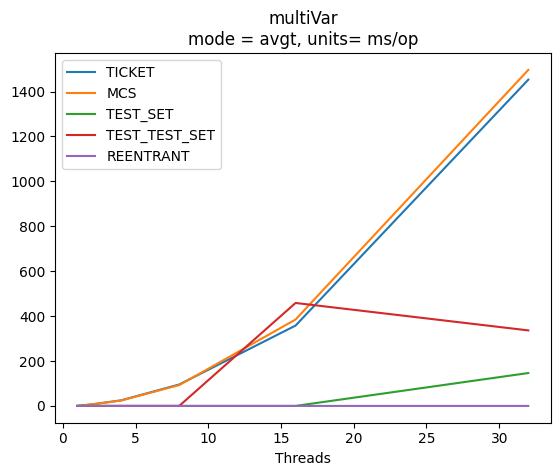 multiVar
mode = avgt, units= ms/op
TICKET
MCS
TEST_SET
TEST_TEST_SET
REENTRANT
1400
1200
1000
800
600
400
200
0
0 5 10 15 20 25 30
Threads